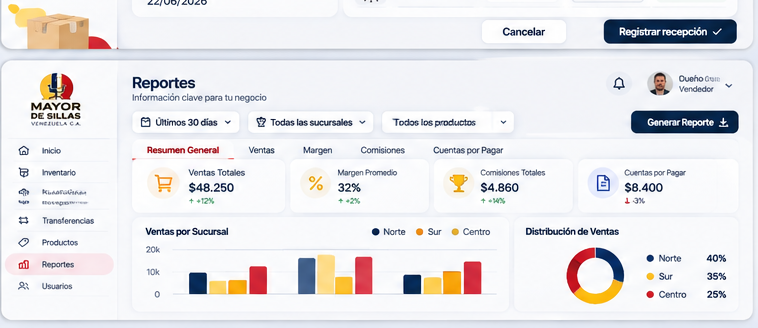 22/06/2026
Cancelar
Registrar recepción
MAYOR
DE SILLAS
VENEZUELA C.A.
Reportes
Información clave para tu negocio
Dueño
Vendedor
Últimos 30 días
Todas las sucursales
Todos los productos
Generar Reporte
Inicio
Inventario
Transferencias
Productos
Reportes
Usuarios
Resumen General
Ventas
Margen
Comisiones
Cuentas por Pagar
Ventas Totales
$48.250
↑ +12%
Margen Promedio
32%
↑ +2%
Comisiones Totales
$4.860
↑ +14%
Cuentas por Pagar
$8.400
↓ -3%
Ventas por Sucursal
Norte
Sur
Centro
20k
10k
0
Distribución de Ventas
Norte 40%
Sur 35%
Centro 25%